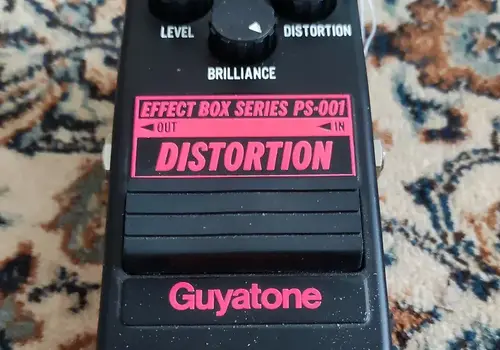 LEVEL DISTORTION
BRILLIANCE
EFFECT BOX SERIES PS-001
◄OUT ◄IN
DISTORTION
Guyatone